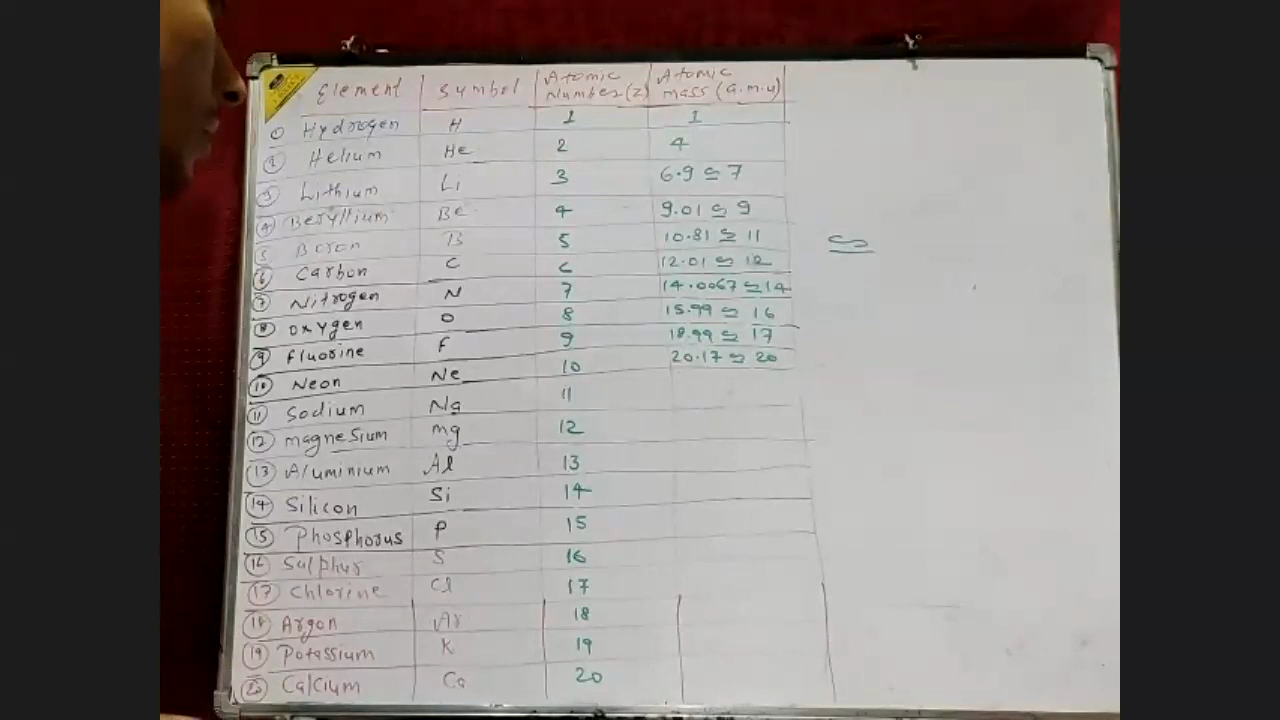 Element Symbol Atomic Number(Z) Atomic mass (a.m.u)
① Hydrogen H 1 1
② Helium He 2 4
③ Lithium Li 3 6.9 ≌ 7
④ Beryllium Be 4 9.01 ≌ 9
⑤ Boron B 5 10.81 ≌ 11
⑥ Carbon C 6 12.01 ≌ 12
⑦ Nitrogen N 7 14.0067 ≌ 14
⑧ Oxygen O 8 15.99 ≌ 16
⑨ Fluorine F 9 18.99 ≌ 17
⑩ Neon Ne 10 20.17 ≌ 20
⑪ Sodium Na 11
⑫ magnesium mg 12
⑬ Aluminium Al 13
⑭ Silicon Si 14
⑮ Phosphorus P 15
⑯ Sulphur S 16
⑰ Chlorine Cl 17
⑱ Argon Ar 18
⑲ Potassium K 19
⑳ Calcium Ca 20
≌